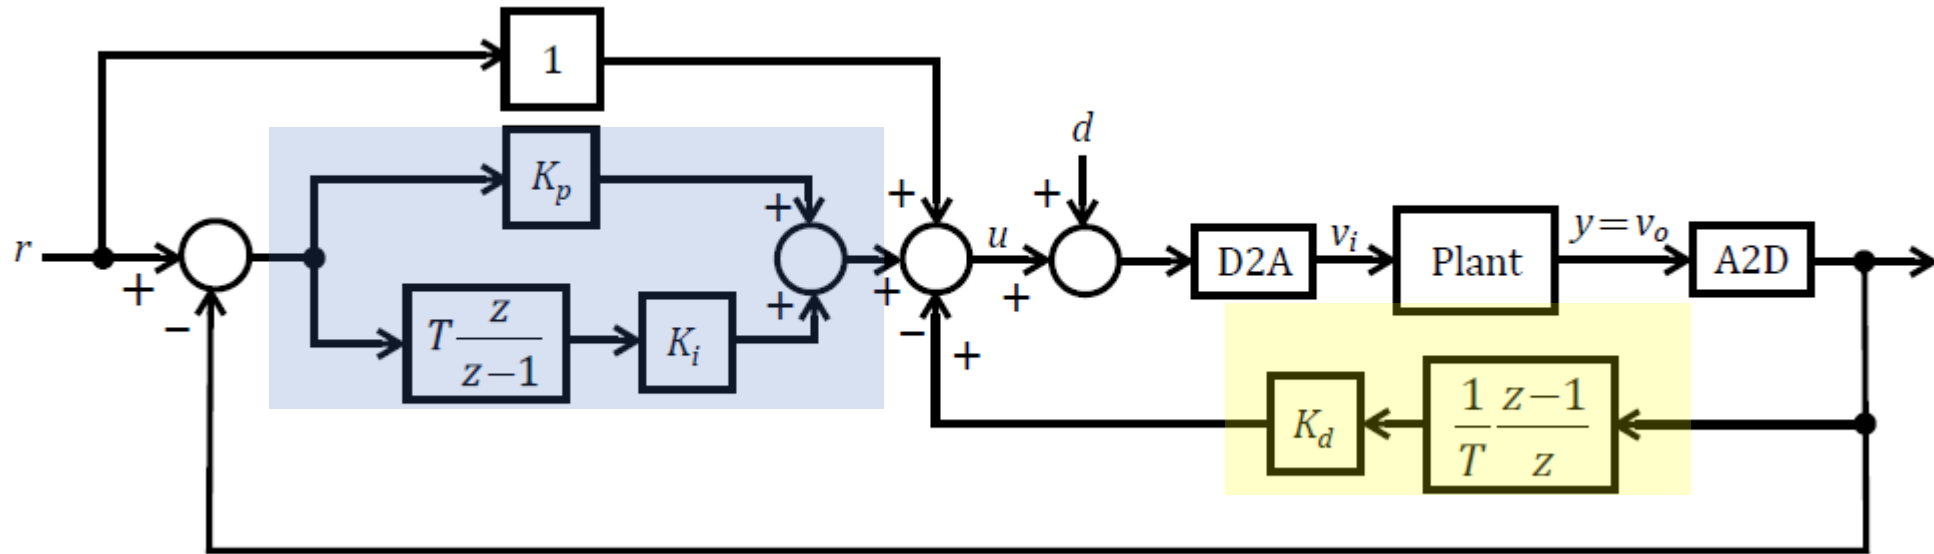 1
d
K_p
+
+
+
r
u
v_i
y=v_o
D2A
Plant
A2D
+
+
+
+
−
−
+
T z/(z−1)
K_i
K_d
1/T (z−1)/z